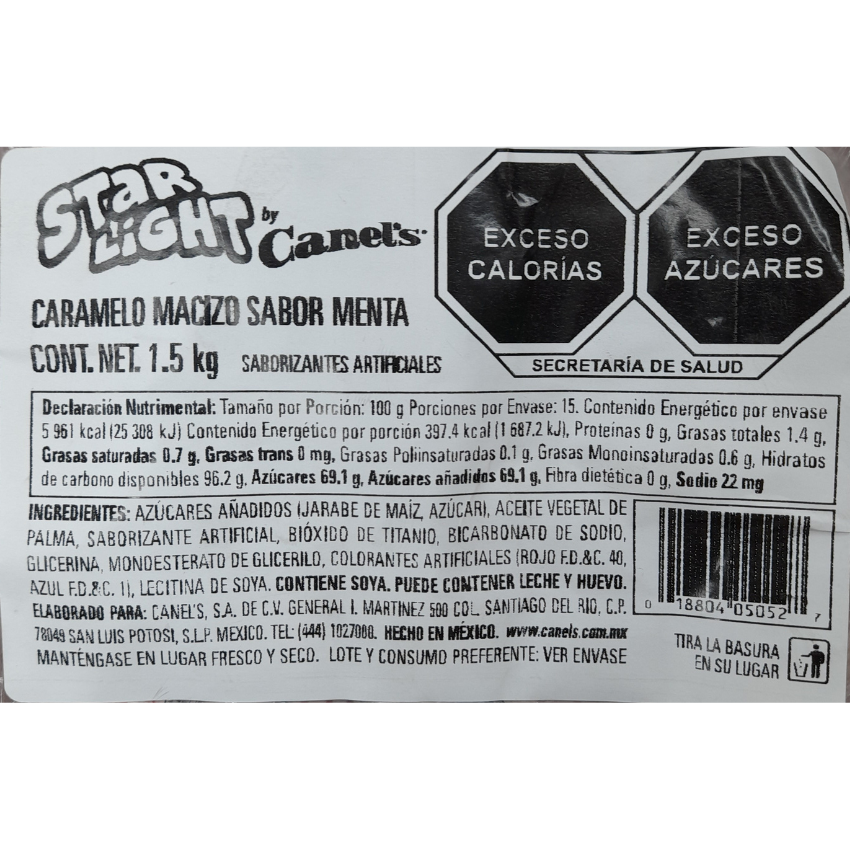 STAR
LIGHT by Canel's
CARAMELO MACIZO SABOR MENTA
CONT. NET. 1.5 kg SABORIZANTES ARTIFICIALES
EXCESO
CALORÍAS
EXCESO
AZÚCARES
SECRETARÍA DE SALUD
Declaración Nutrimental: Tamaño por Porción: 100 g Porciones por Envase: 15. Contenido Energético por envase
5 961 kcal (25 308 kJ) Contenido Energético por porción 397.4 kcal (1 687.2 kJ), Proteínas 0 g, Grasas totales 1.4 g,
Grasas saturadas 0.7 g, Grasas trans 0 mg, Grasas Poliinsaturadas 0.1 g, Grasas Monoinsaturadas 0.6 g, Hidratos
de carbono disponibles 96.2 g, Azúcares 69.1 g, Azúcares añadidos 69.1 g, Fibra dietética 0 g, Sodio 22 mg
INGREDIENTES: AZÚCARES AÑADIDOS (JARABE DE MAÍZ, AZÚCAR), ACEITE VEGETAL DE
PALMA, SABORIZANTE ARTIFICIAL, BIÓXIDO DE TITANIO, BICARBONATO DE SODIO,
GLICERINA, MONOESTERATO DE GLICERILO, COLORANTES ARTIFICIALES (ROJO F.D.&C. 40,
AZUL F.D.&C. 1), LECITINA DE SOYA. CONTIENE SOYA. PUEDE CONTENER LECHE Y HUEVO.
ELABORADO PARA: CANEL'S, S.A. DE C.V. GENERAL I. MARTINEZ 500 COL. SANTIAGO DEL RIO, C.P.
78049 SAN LUIS POTOSI, S.L.P. MEXICO. TEL: (444) 1027000. HECHO EN MÉXICO. www.canels.com.mx
MANTÉNGASE EN LUGAR FRESCO Y SECO. LOTE Y CONSUMO PREFERENTE: VER ENVASE
0 18804 05052 7
TIRA LA BASURA
EN SU LUGAR